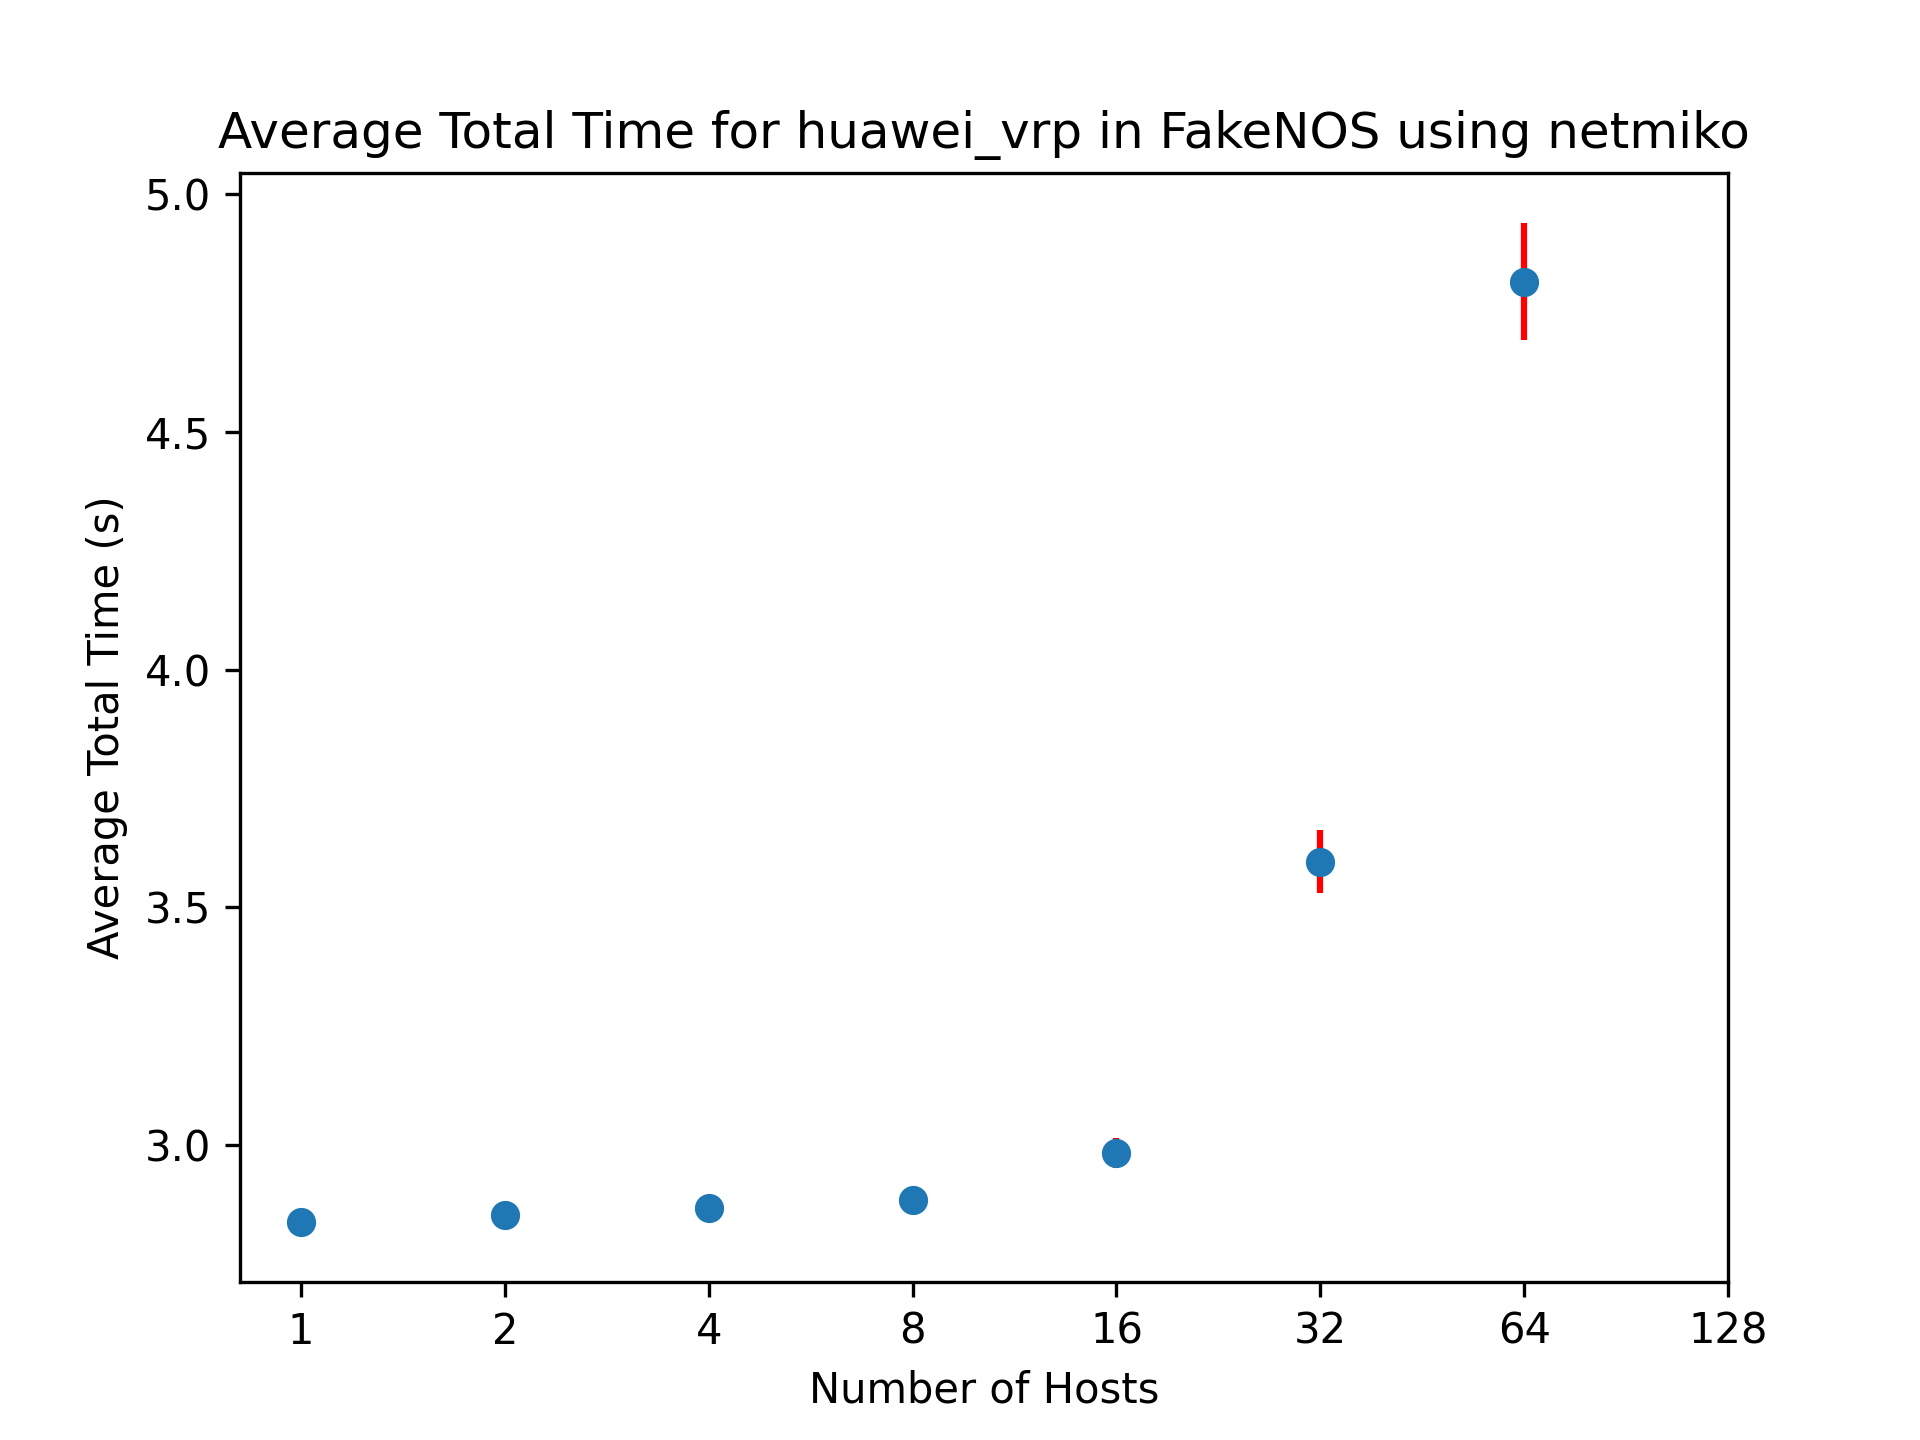 Average Total Time for huawei_vrp in FakeNOS using netmiko
5.0
4.5
4.0
3.5
3.0
Average Total Time (s)
1 2 4 8 16 32 64 128
Number of Hosts